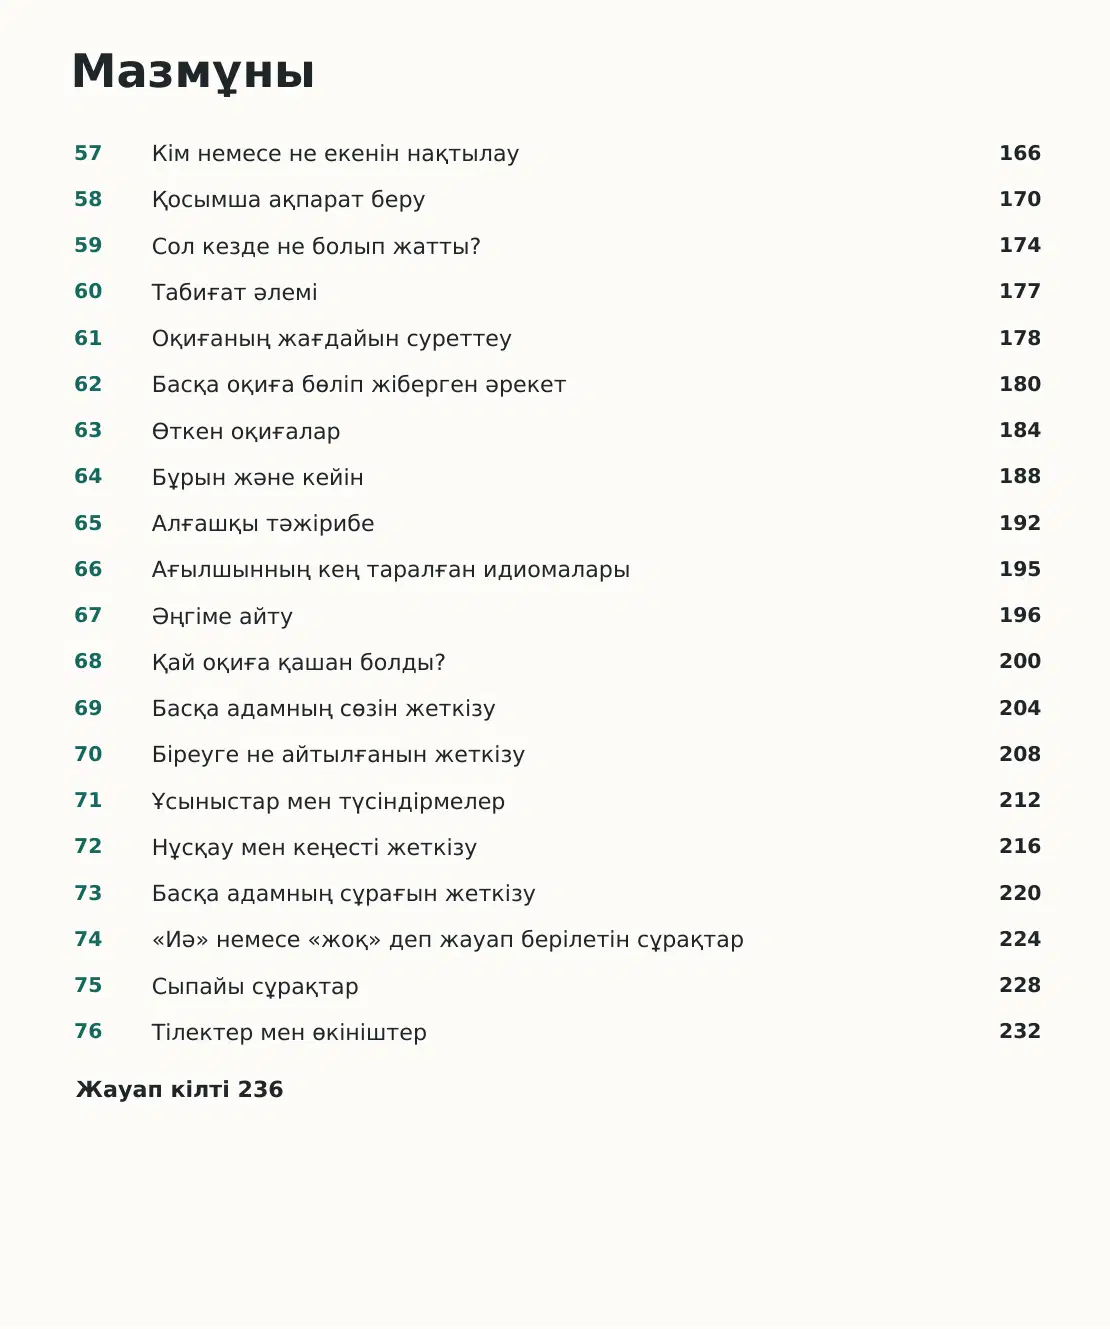 Мазмұны
57 Кім немесе не екенін нақтылау 166
58 Қосымша ақпарат беру 170
59 Сол кезде не болып жатты? 174
60 Табиғат әлемі 177
61 Оқиғаның жағдайын суреттеу 178
62 Басқа оқиға бөліп жіберген әрекет 180
63 Өткен оқиғалар 184
64 Бұрын және кейін 188
65 Алғашқы тәжірибе 192
66 Ағылшынның кең таралған идиомалары 195
67 Әңгіме айту 196
68 Қай оқиға қашан болды? 200
69 Басқа адамның сөзін жеткізу 204
70 Біреуге не айтылғанын жеткізу 208
71 Ұсыныстар мен түсіндірмелер 212
72 Нұсқау мен кеңесті жеткізу 216
73 Басқа адамның сұрағын жеткізу 220
74 «Иә» немесе «жоқ» деп жауап берілетін сұрақтар 224
75 Сыпайы сұрақтар 228
76 Тілектер мен өкініштер 232
Жауап кілті 236